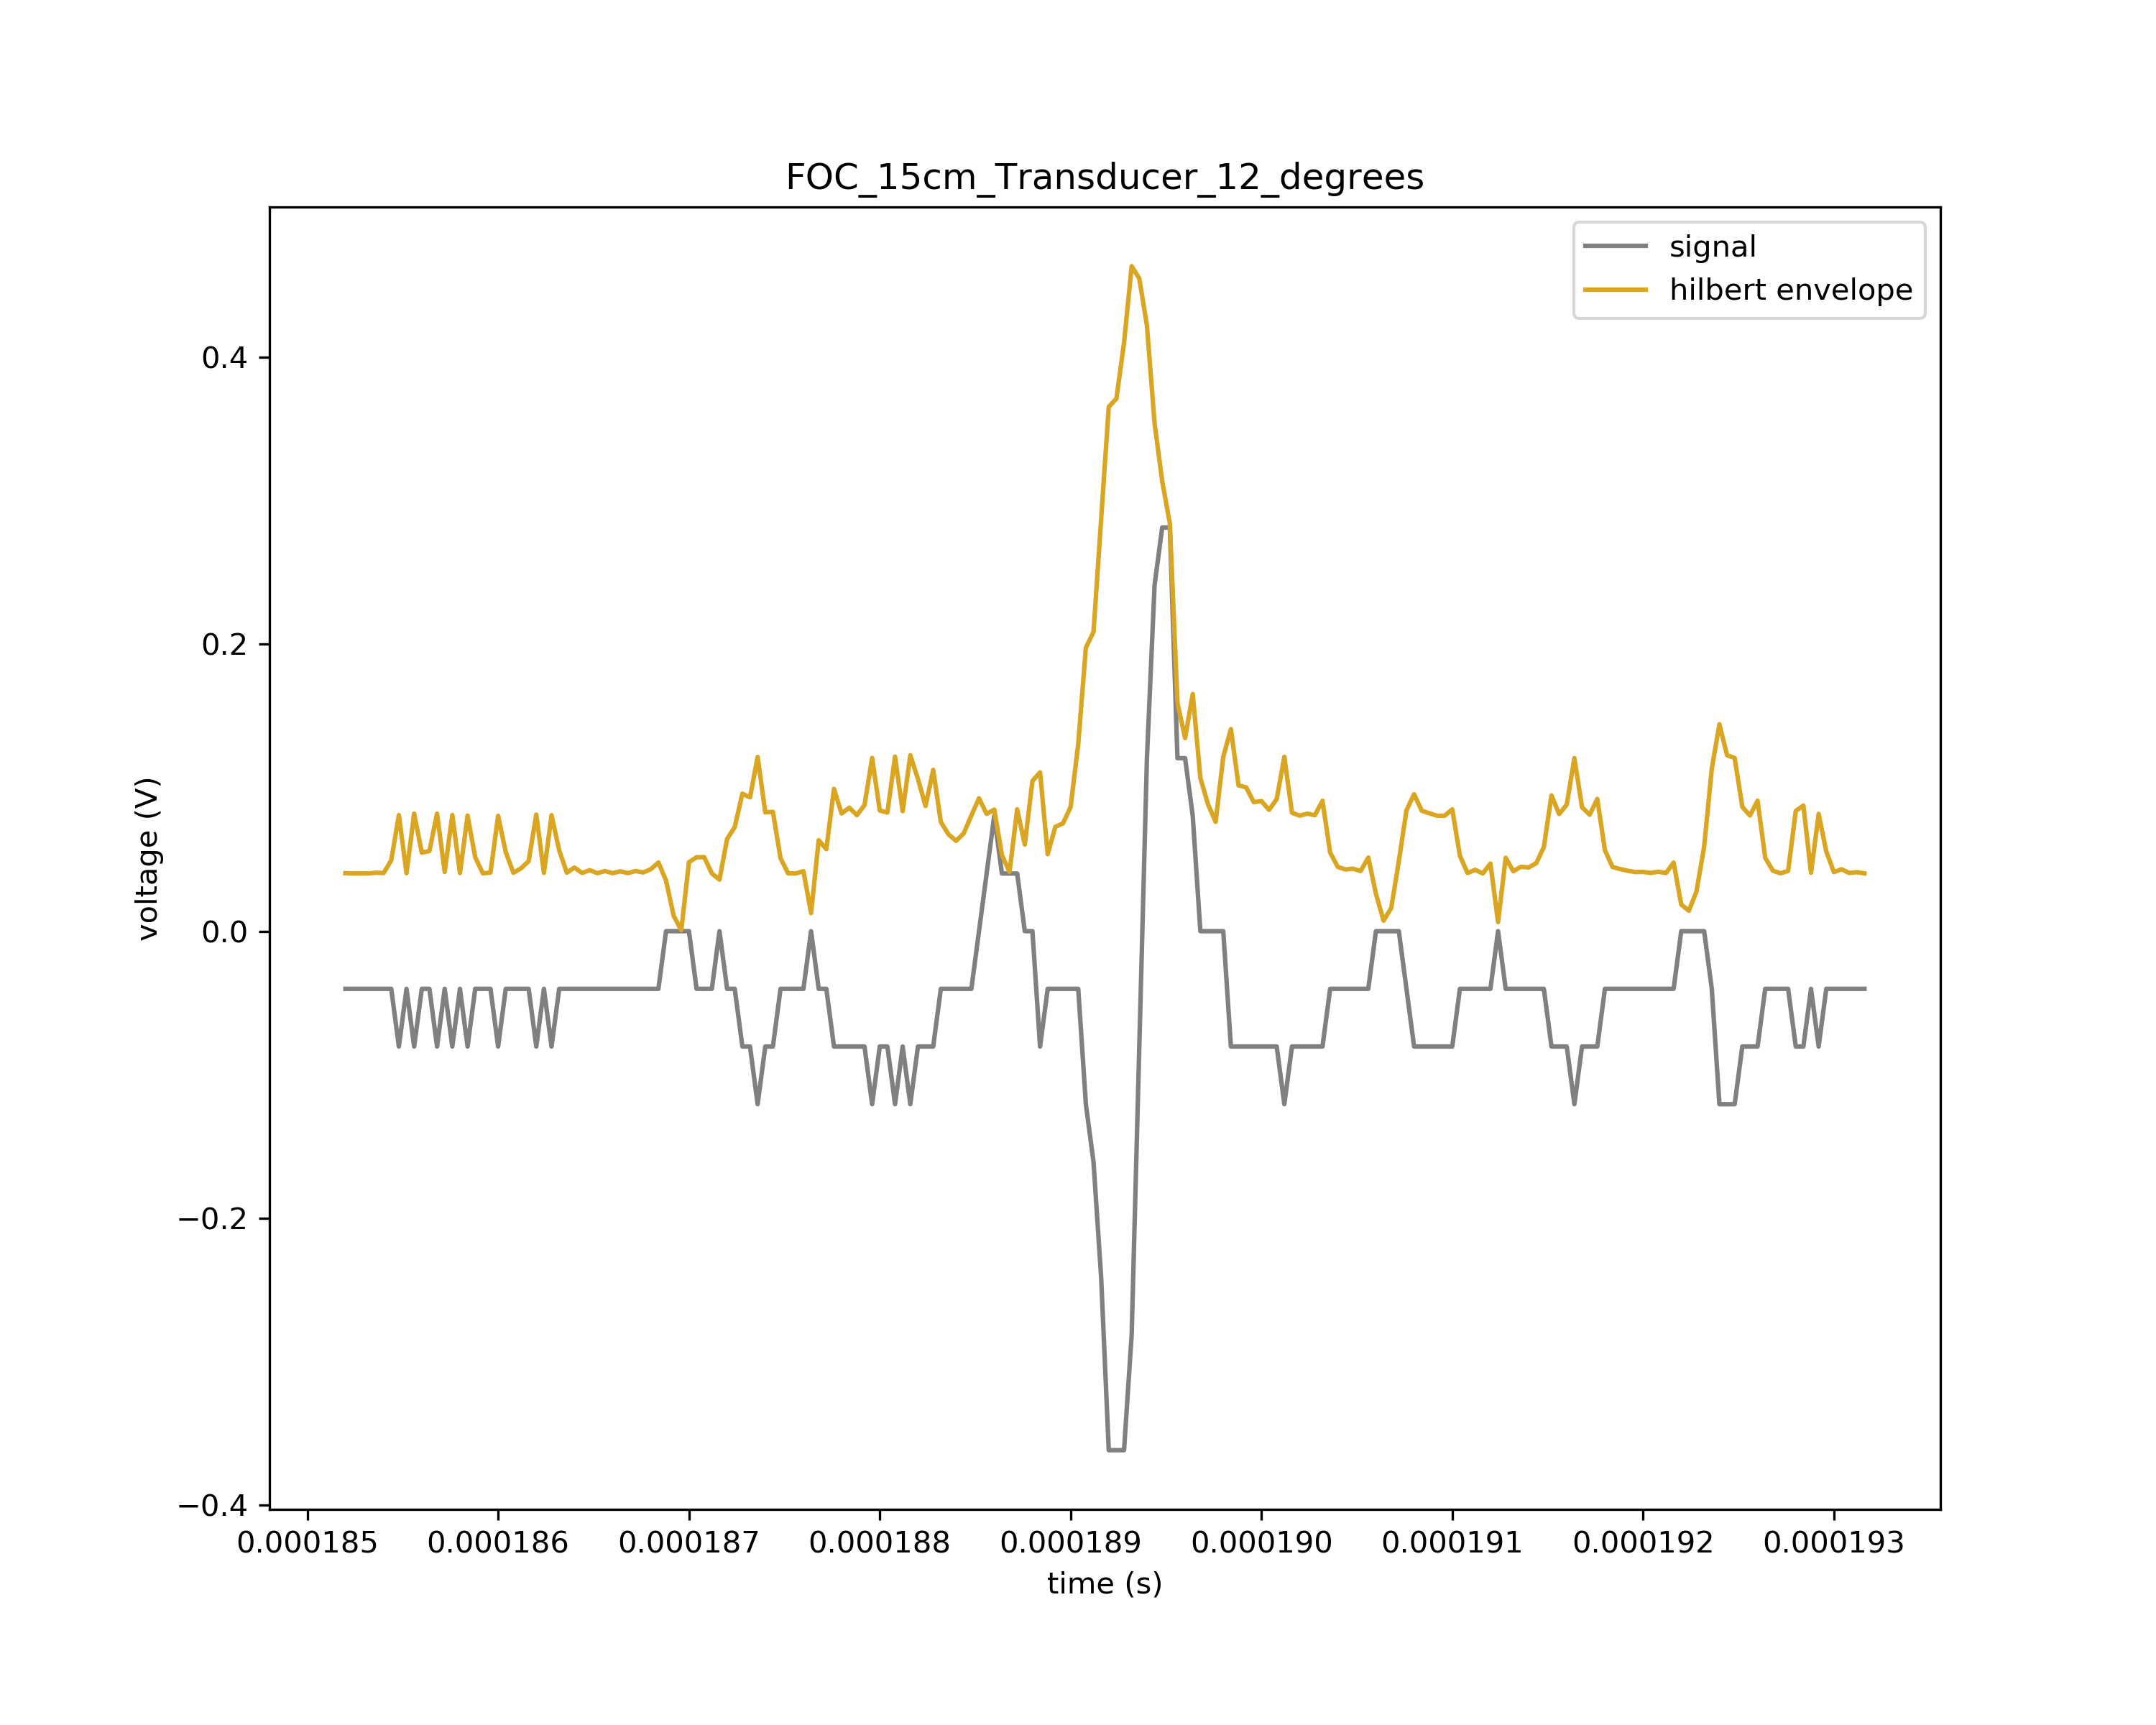 FOC_15cm_Transducer_12_degrees
signal
hilbert envelope
voltage (V)
0.4
0.2
0.0
−0.2
−0.4
0.000185 0.000186 0.000187 0.000188 0.000189 0.000190 0.000191 0.000192 0.000193
time (s)